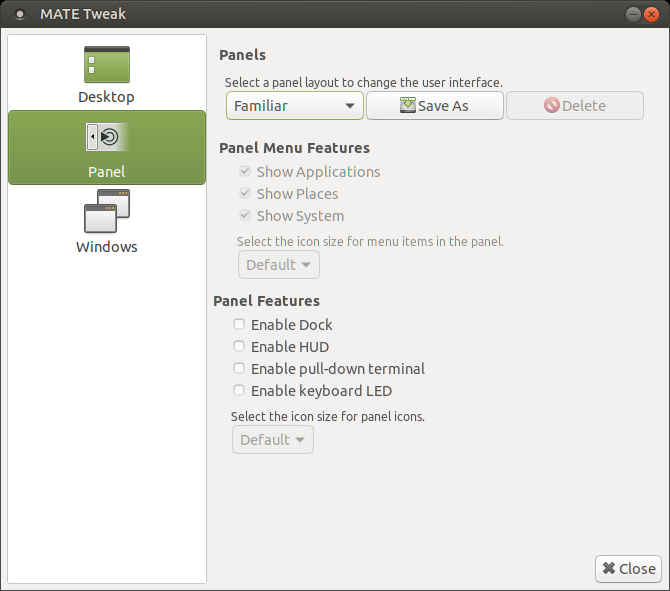 MATE Tweak
Desktop
Panel
Windows
Panels
Select a panel layout to change the user interface.
Familiar
Save As
Delete
Panel Menu Features
Show Applications
Show Places
Show System
Select the icon size for menu items in the panel.
Default
Panel Features
Enable Dock
Enable HUD
Enable pull-down terminal
Enable keyboard LED
Select the icon size for panel icons.
Default
Close